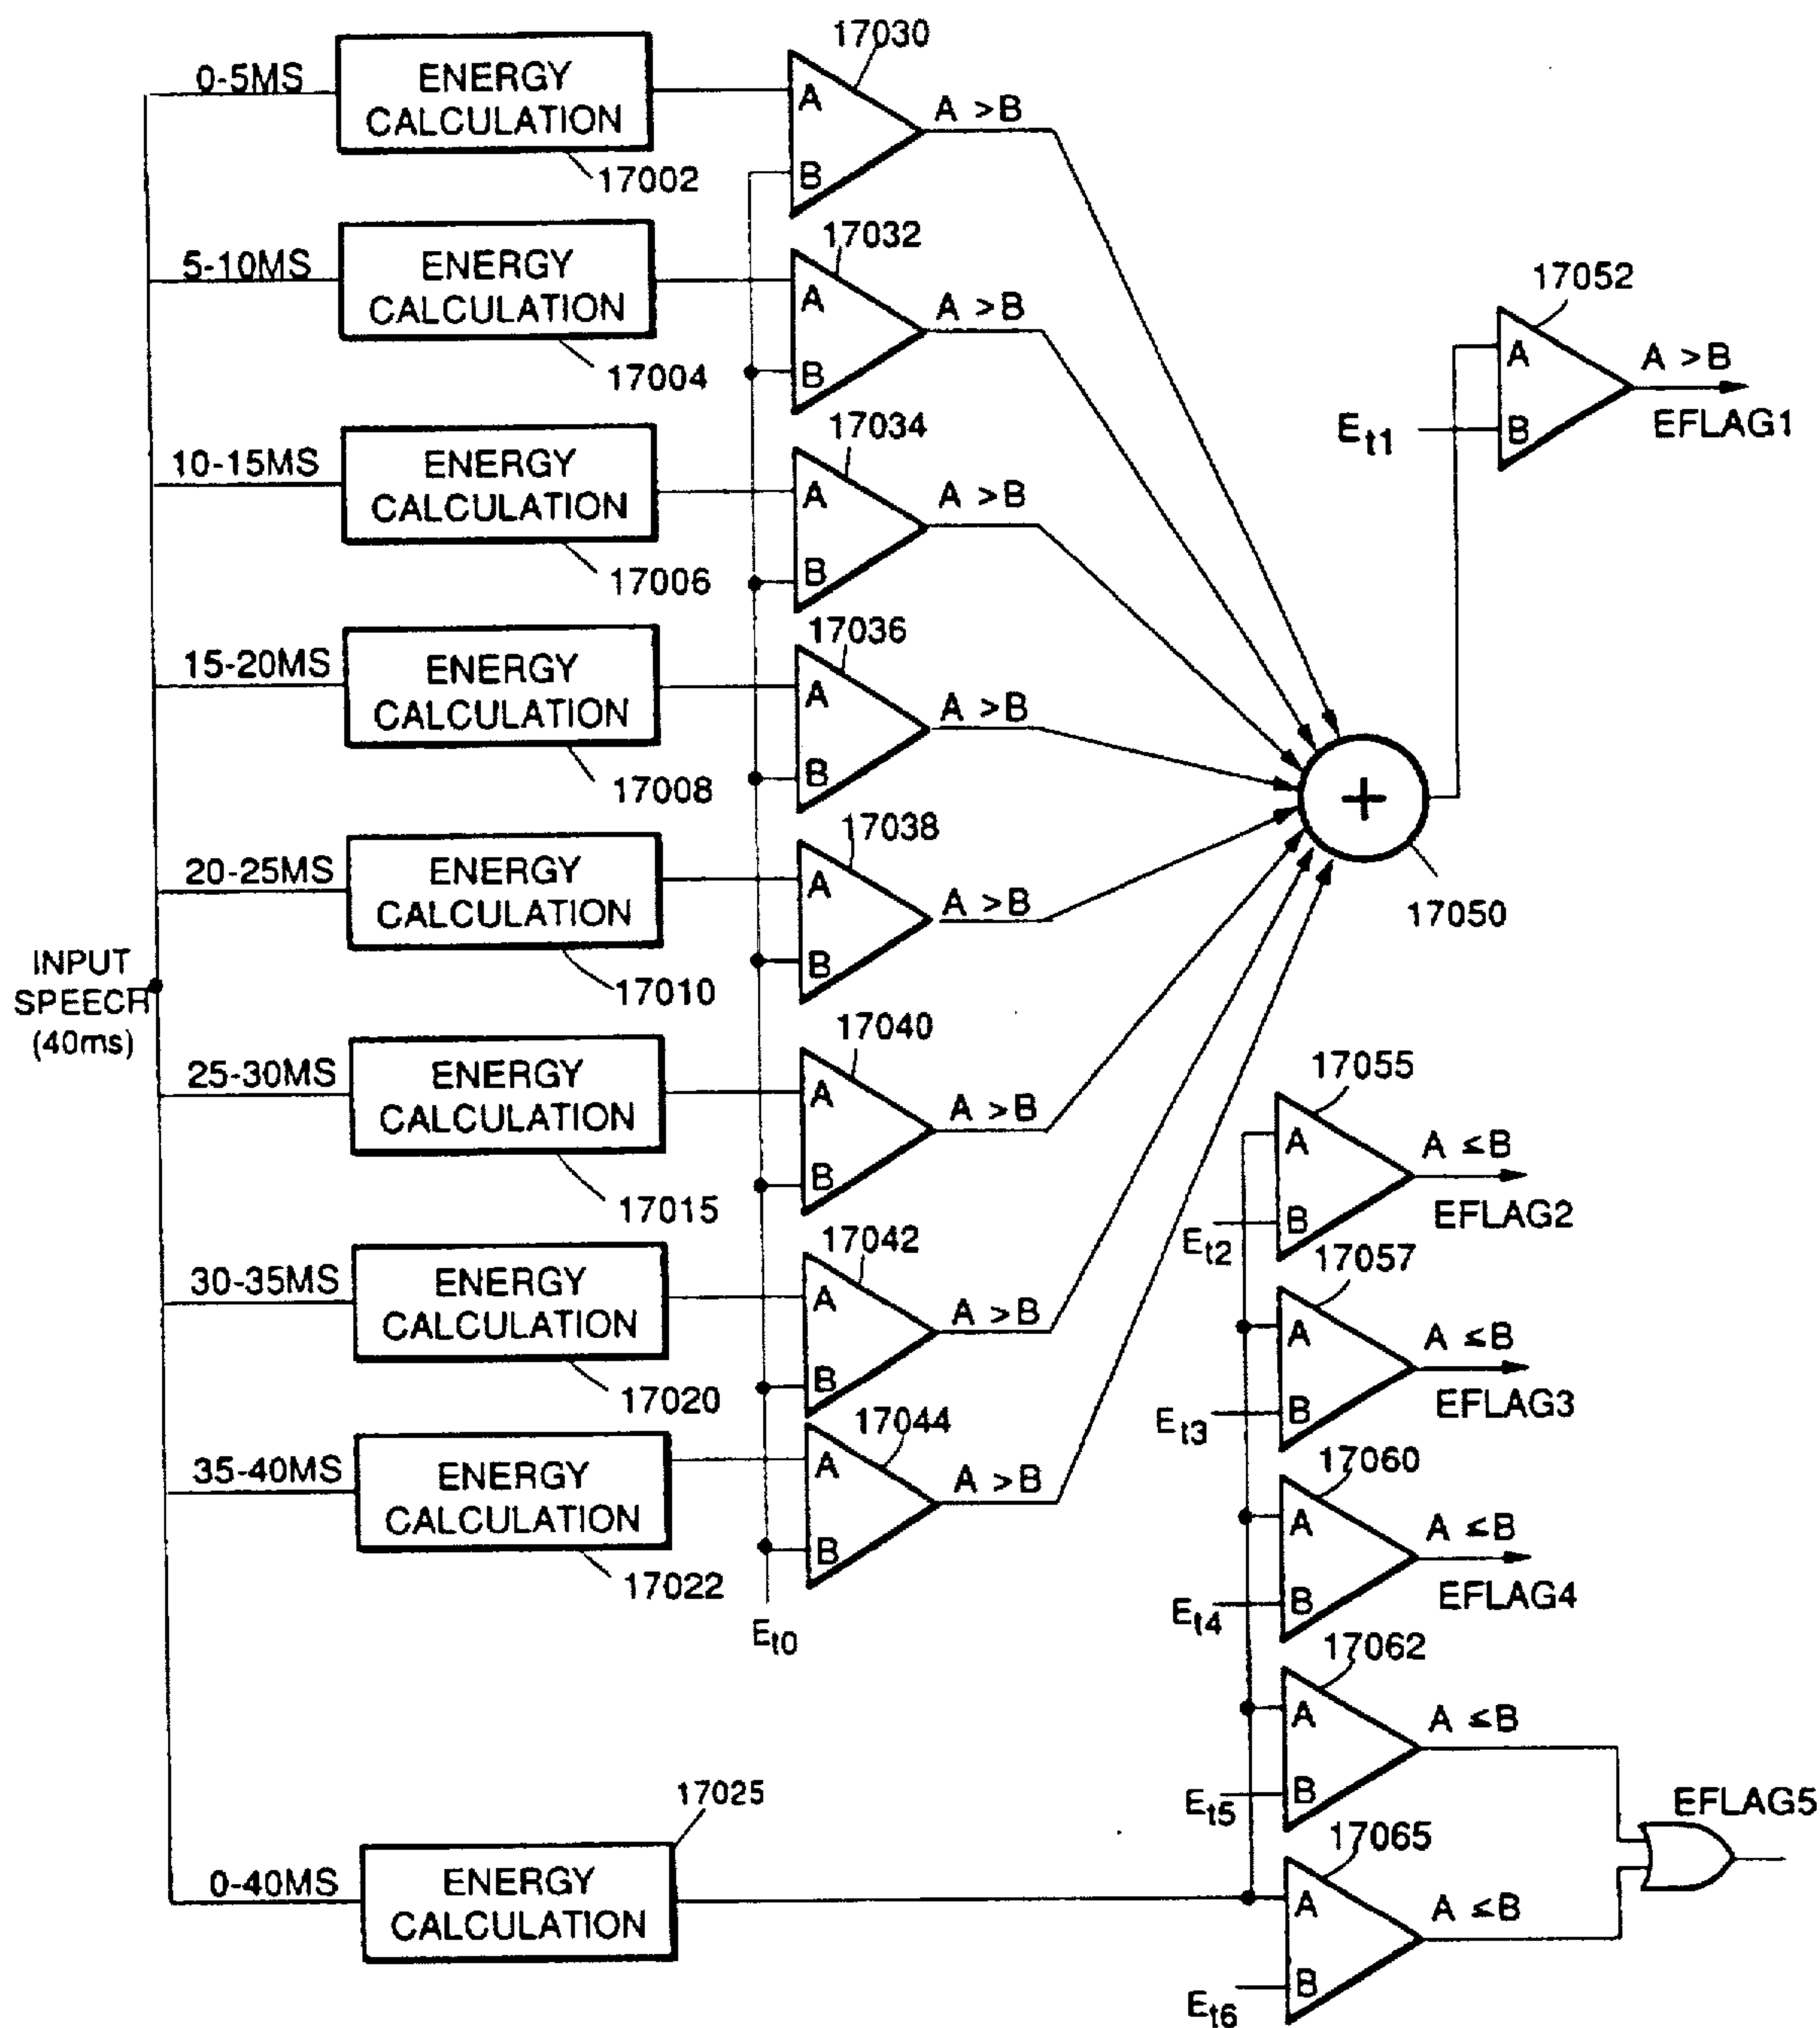 17030
0-5MS
ENERGY
CALCULATION
A
B
A >B
17002
17032
5-10MS
ENERGY
CALCULATION
A
B
A >B
17004
17052
A
B
A >B
EFLAG1
Et1
17034
10-15MS
ENERGY
CALCULATION
A
B
A >B
17006
17036
15-20MS
ENERGY
CALCULATION
A
B
A >B
17008
+
17050
17038
20-25MS
ENERGY
CALCULATION
A
B
A >B
17010
INPUT
SPEECH
(40ms)
17040
25-30MS
ENERGY
CALCULATION
A
B
A >B
17015
17055
A
B
A ≤B
EFLAG2
Et2
17042
30-35MS
ENERGY
CALCULATION
A
B
A >B
17020
17057
A
B
A ≤B
EFLAG3
Et3
17044
35-40MS
ENERGY
CALCULATION
A
B
A >B
17022
Et0
17060
A
B
A ≤B
EFLAG4
Et4
17062
A
B
A ≤B
Et5
EFLAG5
17025
0-40MS
ENERGY
CALCULATION
17065
A
B
A ≤B
Et6